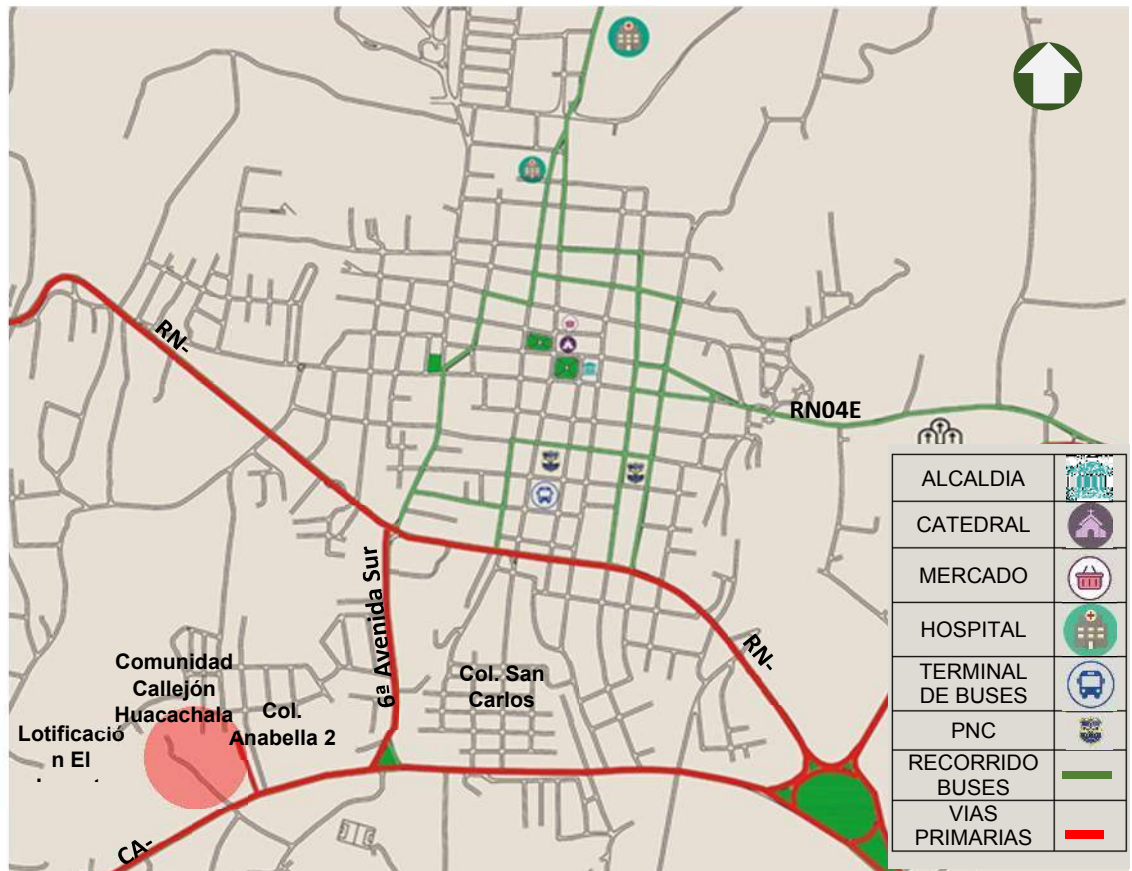 RN-
RN04E
6ª Avenida Sur
RN-
Comunidad
Callejón
Huacachala
Col.
Anabella 2
Col. San
Carlos
Lotificació
n El
CA-
ALCALDIA
CATEDRAL
MERCADO
HOSPITAL
TERMINAL
DE BUSES
PNC
RECORRIDO
BUSES
VIAS
PRIMARIAS